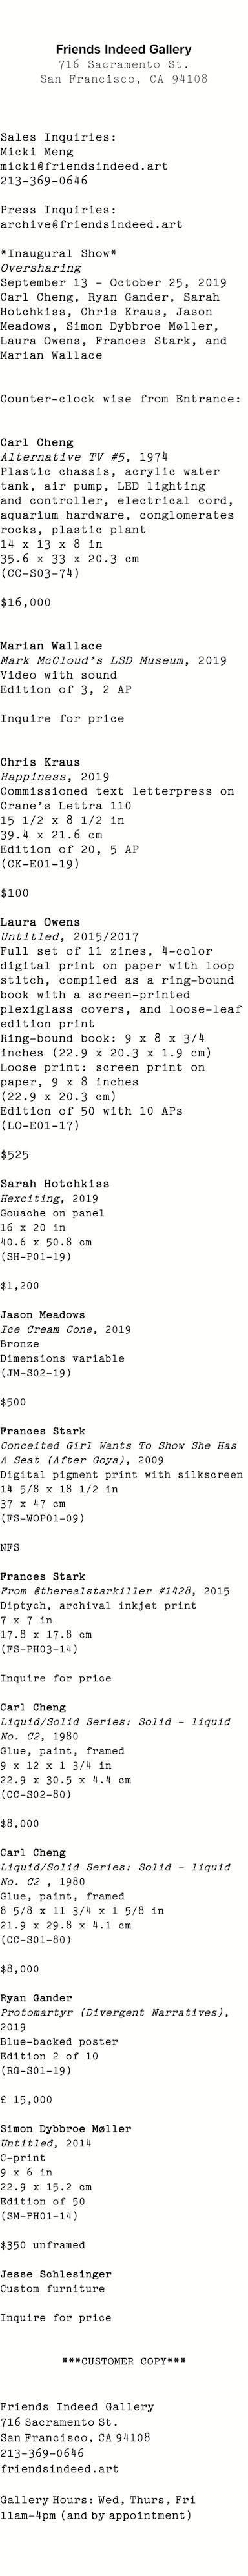 Friends Indeed Gallery
716 Sacramento St.
San Francisco, CA 94108
Sales Inquiries:
Micki Meng
micki@friendsindeed.art
213-369-0646
Press Inquiries:
archive@friendsindeed.art
*Inaugural Show*
Oversharing
September 13 - October 25, 2019
Carl Cheng, Ryan Gander, Sarah
Hotchkiss, Chris Kraus, Jason
Meadows, Simon Dybbroe Møller,
Laura Owens, Frances Stark, and
Marian Wallace
Counter-clock wise from Entrance:
Carl Cheng
Alternative TV #5, 1974
Plastic chassis, acrylic water
tank, air pump, LED lighting
and controller, electrical cord,
aquarium hardware, conglomerates
rocks, plastic plant
14 x 13 x 8 in
35.6 x 33 x 20.3 cm
(CC-S03-74)
$16,000
Marian Wallace
Mark McCloud's LSD Museum, 2019
Video with sound
Edition of 3, 2 AP
Inquire for price
Chris Kraus
Happiness, 2019
Commissioned text letterpress on
Crane's Lettra 110
15 1/2 x 8 1/2 in
39.4 x 21.6 cm
Edition of 20, 5 AP
(CK-E01-19)
$100
Laura Owens
Untitled, 2015/2017
Full set of 11 zines, 4-color
digital print on paper with loop
stitch, compiled as a ring-bound
book with a screen-printed
plexiglass covers, and loose-leaf
edition print
Ring-bound book: 9 x 8 x 3/4
inches (22.9 x 20.3 x 1.9 cm)
Loose print: screen print on
paper, 9 x 8 inches
(22.9 x 20.3 cm)
Edition of 50 with 10 APs
(LO-E01-17)
$525
Sarah Hotchkiss
Hexciting, 2019
Gouache on panel
16 x 20 in
40.6 x 50.8 cm
(SH-P01-19)
$1,200
Jason Meadows
Ice Cream Cone, 2019
Bronze
Dimensions variable
(JM-S02-19)
$500
Frances Stark
Conceited Girl Wants To Show She Has
A Seat (After Goya), 2009
Digital pigment print with silkscreen
14 5/8 x 18 1/2 in
37 x 47 cm
(FS-WOP01-09)
NFS
Frances Stark
From @therealstarkiller #1428, 2015
Diptych, archival inkjet print
7 x 7 in
17.8 x 17.8 cm
(FS-PH03-14)
Inquire for price
Carl Cheng
Liquid/Solid Series: Solid - liquid
No. C2, 1980
Glue, paint, framed
9 x 12 x 1 3/4 in
22.9 x 30.5 x 4.4 cm
(CC-S02-80)
$8,000
Carl Cheng
Liquid/Solid Series: Solid - liquid
No. C2 , 1980
Glue, paint, framed
8 5/8 x 11 3/4 x 1 5/8 in
21.9 x 29.8 x 4.1 cm
(CC-S01-80)
$8,000
Ryan Gander
Protomartyr (Divergent Narratives),
2019
Blue-backed poster
Edition 2 of 10
(RG-S01-19)
£ 15,000
Simon Dybbroe Møller
Untitled, 2014
C-print
9 x 6 in
22.9 x 15.2 cm
Edition of 50
(SM-PH01-14)
$350 unframed
Jesse Schlesinger
Custom furniture
Inquire for price
***CUSTOMER COPY***
Friends Indeed Gallery
716 Sacramento St.
San Francisco, CA 94108
213-369-0646
friendsindeed.art
Gallery Hours: Wed, Thurs, Fri
11am-4pm (and by appointment)